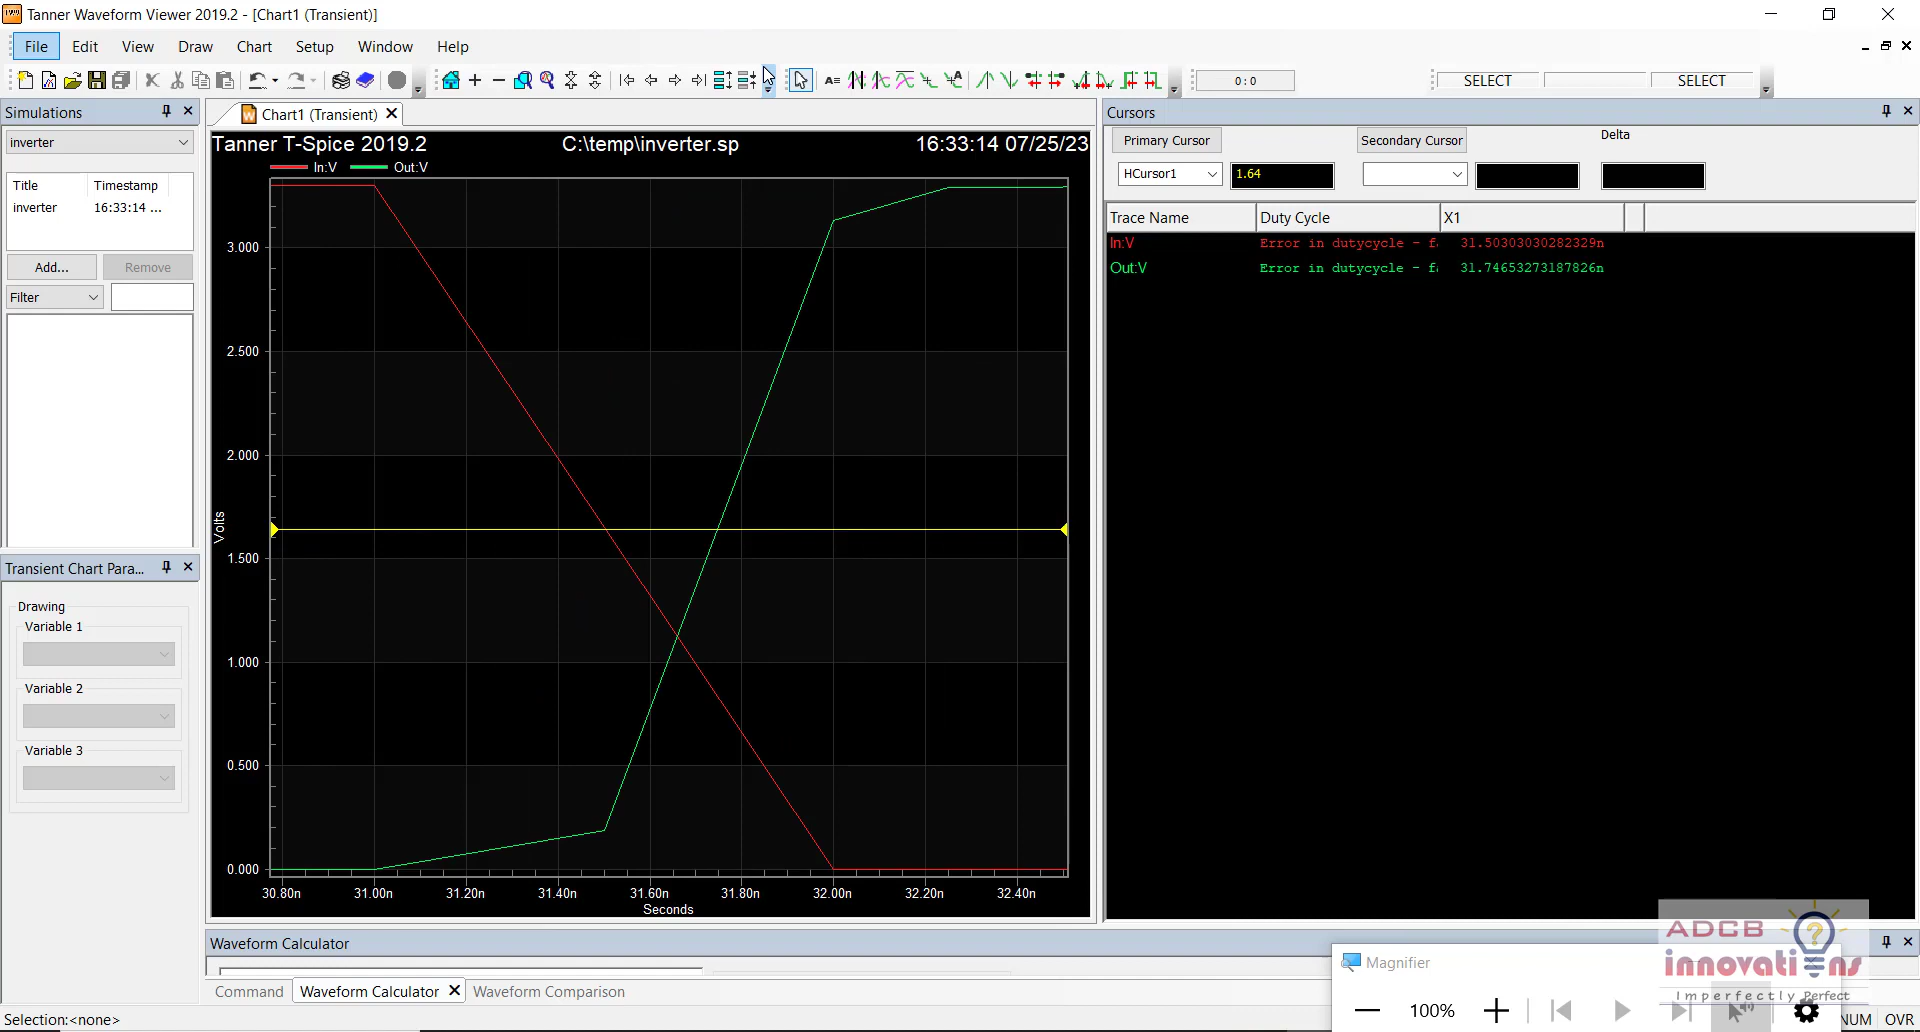 Tanner Waveform Viewer 2019.2 - [Chart1 (Transient)]
File Edit View Draw Chart Setup Window Help
0 : 0
SELECT SELECT
Simulations
inverter
Title Timestamp
inverter 16:33:14 ...
Add... Remove
Filter
Transient Chart Para...
Drawing
Variable 1
Variable 2
Variable 3
Chart1 (Transient)
Tanner T-Spice 2019.2 C:\temp\inverter.sp 16:33:14 07/25/23
In:V Out:V
3.000
2.500
2.000
Volts
1.500
1.000
0.500
0.000
30.80n 31.00n 31.20n 31.40n 31.60n 31.80n 32.00n 32.20n 32.40n
Seconds
Cursors
Primary Cursor Secondary Cursor Delta
HCursor1 1.64
Trace Name Duty Cycle X1
In:V Error in dutycycle - fa 31.50303030282329n
Out:V Error in dutycycle - fa 31.74653273187826n
Waveform Calculator
Command Waveform Calculator Waveform Comparison
Selection:<none>
Magnifier
100%
ADCB
innovations
Imperfectly Perfect
NUM OVR